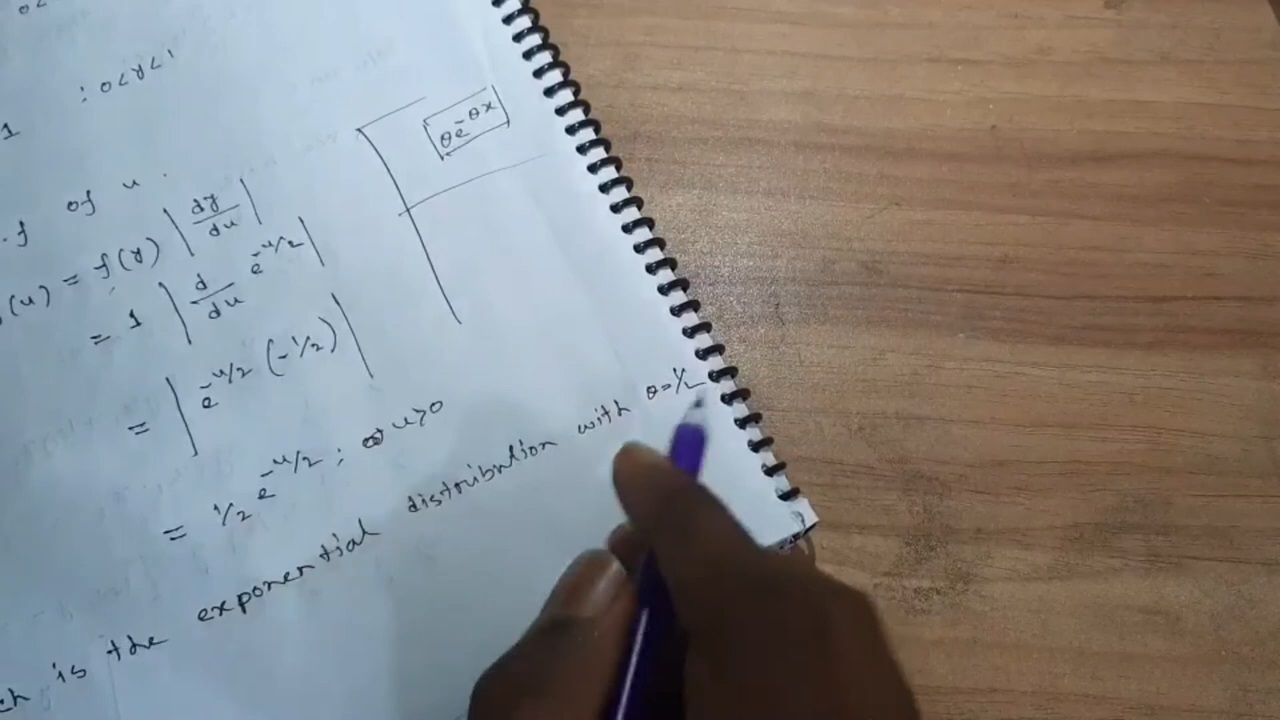 1 : 0<y<1
of u.
(u) = f(y) |dy/du|
= 1 |d/du e^-u/2|
= |e^-u/2 (-1/2)|
= 1/2 e^-u/2 ; u>0
is the exponential distribution with θ=1/2
θe^-θx